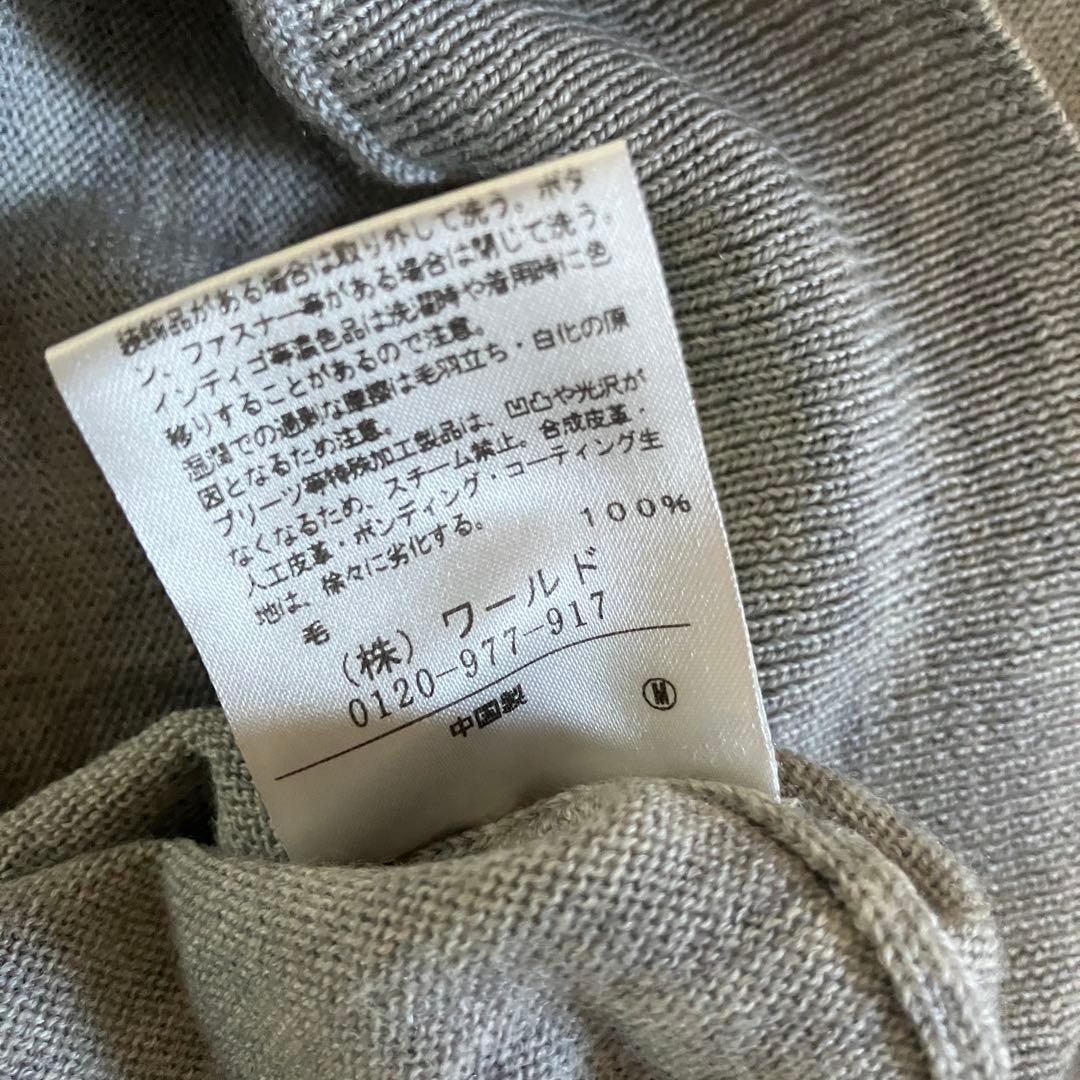 装飾品がある場合は取り外して洗う。ボタ
ン、ファスナー等がある場合は閉じて洗う。
インディゴ等濃色品は洗濯時や着用時に色
移りすることがあるので注意。
湿潤での過剰な摩擦は毛羽立ち・白化の原
因となるため注意。
プリーツ等特殊加工製品は、凹凸や光沢が
なくなるため、スチーム禁止。合成皮革・
人工皮革・ボンディング・コーティング生
地は、徐々に劣化する。
毛 100%
(株) ワールド
0120-977-917
中国製 Ⓜ